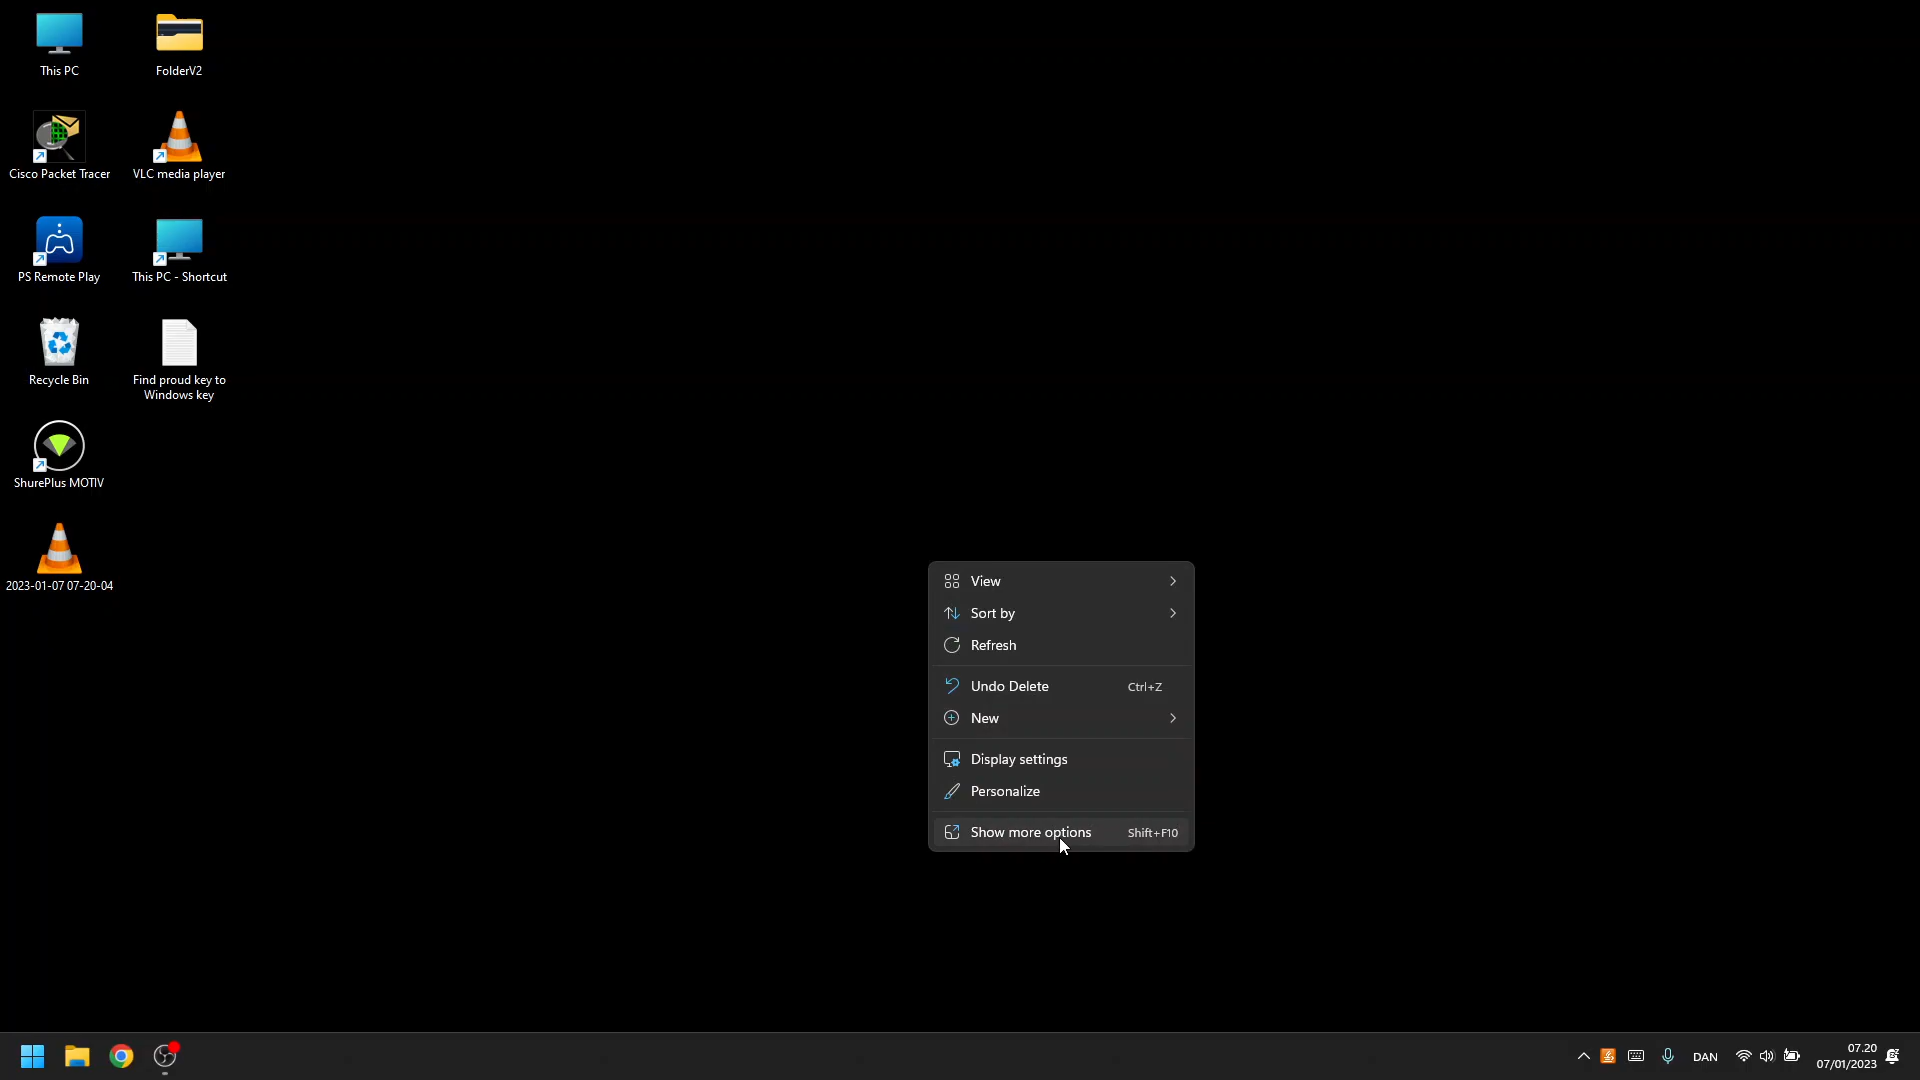 This PC
FolderV2
Cisco Packet Tracer
VLC media player
PS Remote Play
This PC - Shortcut
Recycle Bin
Find proud key to
Windows key
ShurePlus MOTIV
2023-01-07 07-20-04
View
Sort by
Refresh
Undo Delete Ctrl+Z
New
Display settings
Personalize
Show more options Shift+F10
DAN
07.20
07/01/2023